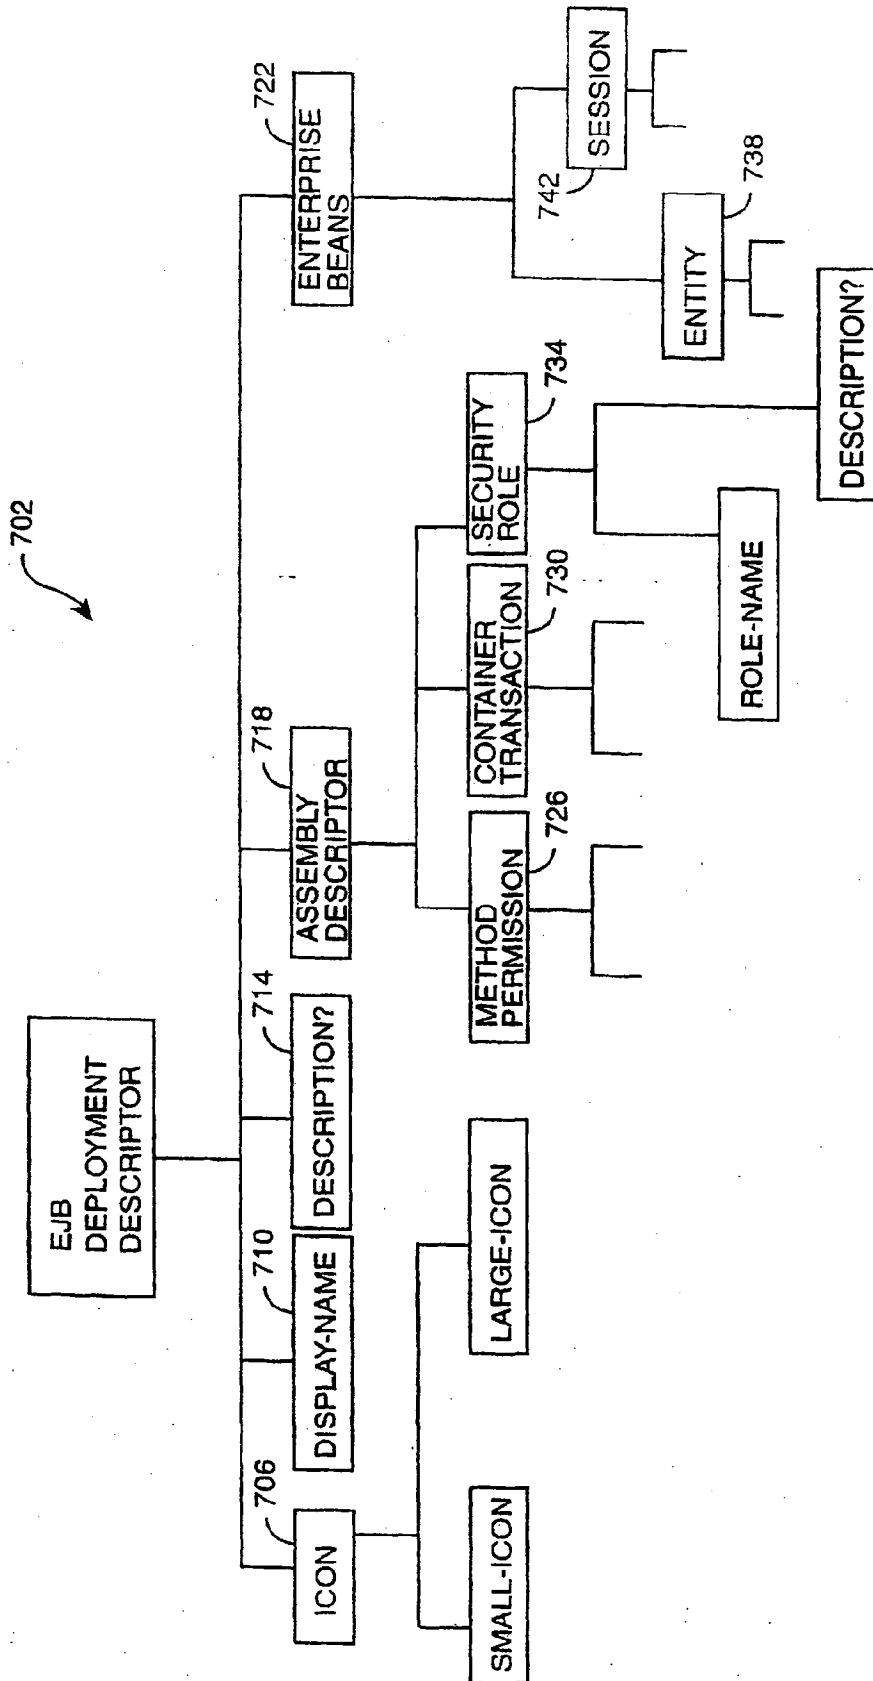 702
EJB
DEPLOYMENT
DESCRIPTOR
706
ICON
710
DISPLAY-NAME
714
DESCRIPTION?
718
ASSEMBLY
DESCRIPTOR
722
ENTERPRISE
BEANS
SMALL-ICON
LARGE-ICON
METHOD
PERMISSION
726
CONTAINER
TRANSACTION
730
SECURITY
ROLE
734
ENTITY
738
742
SESSION
ROLE-NAME
DESCRIPTION?